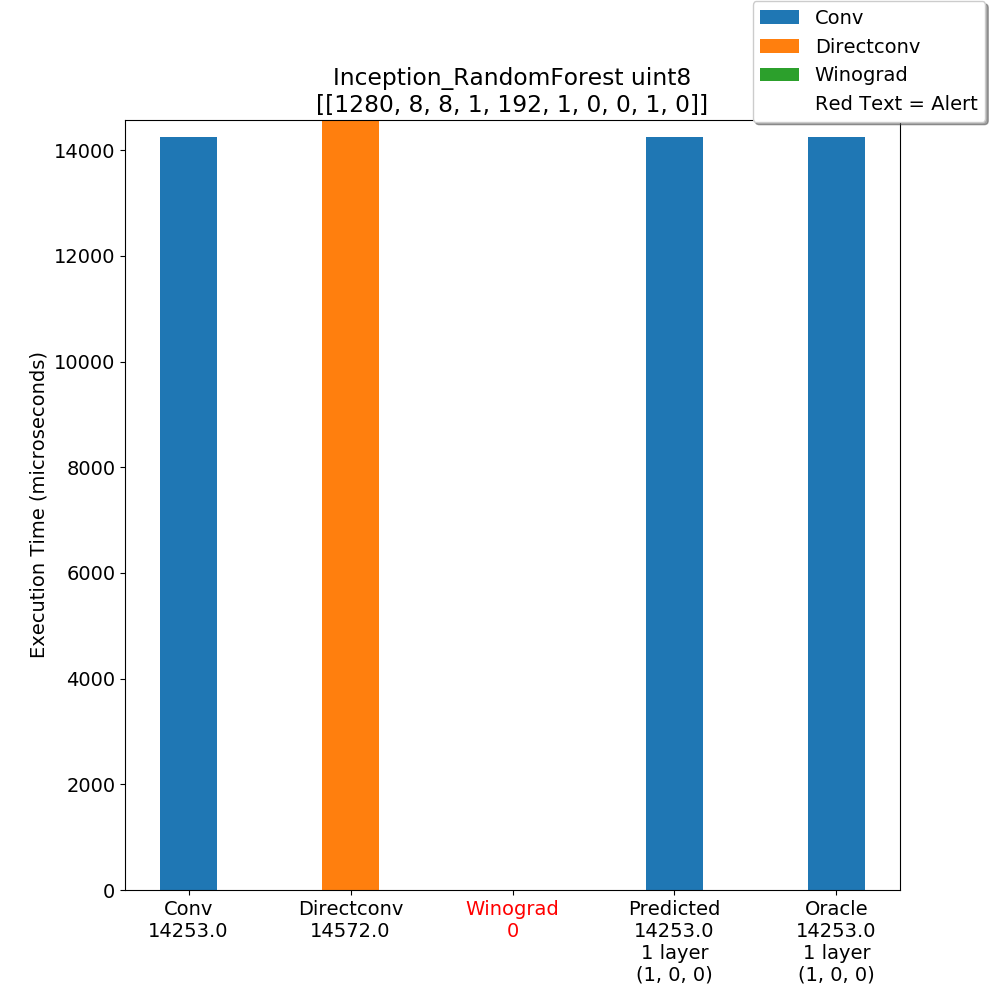 Conv
Directconv
Winograd
Red Text = Alert
Inception_RandomForest uint8
[[1280, 8, 8, 1, 192, 1, 0, 0, 1, 0]]
Execution Time (microseconds)
14000
12000
10000
8000
6000
4000
2000
0
Conv
14253.0
Directconv
14572.0
Winograd
0
Predicted
14253.0
1 layer
(1, 0, 0)
Oracle
14253.0
1 layer
(1, 0, 0)